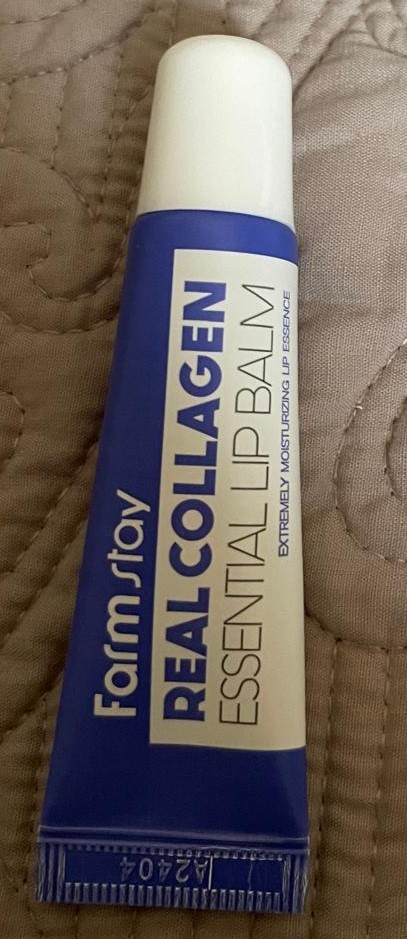 Farm stay
REAL COLLAGEN
ESSENTIAL LIP BALM
EXTREMELY MOISTURIZING LIP ESSENCE
A2404